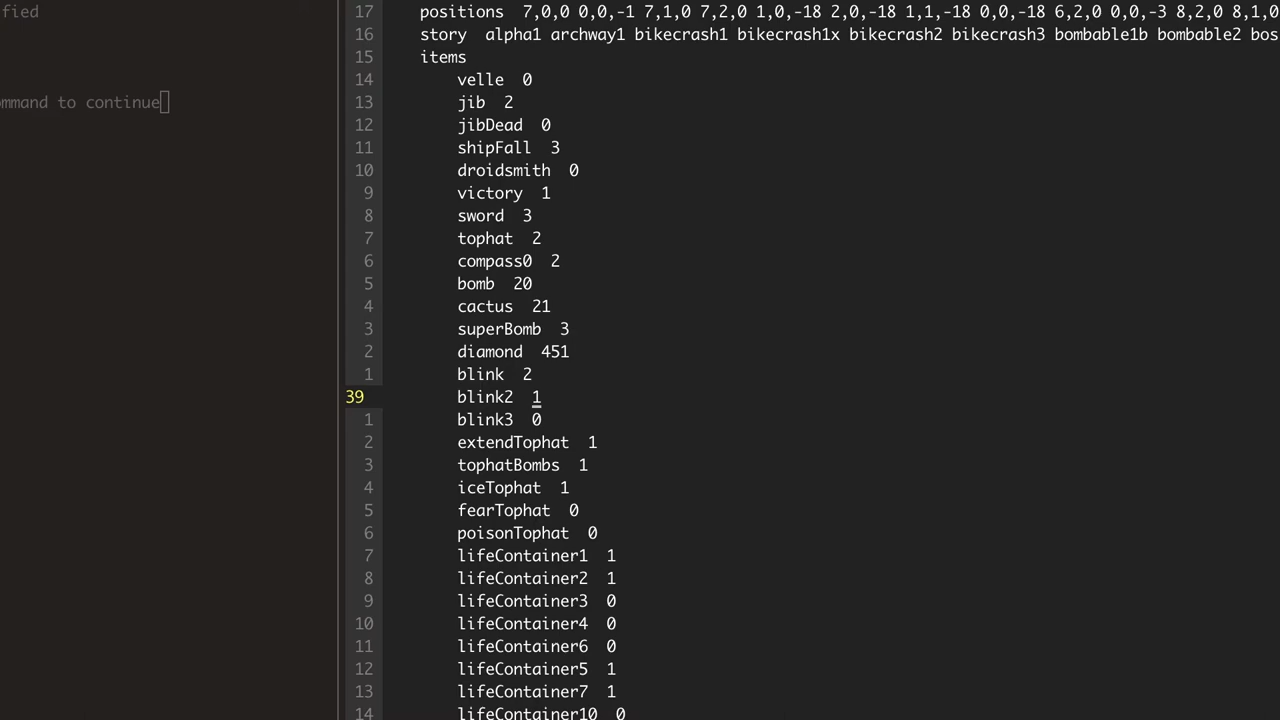 fied
ommand to continue
17 positions 7,0,0 0,0,-1 7,1,0 7,2,0 1,0,-18 2,0,-18 1,1,-18 0,0,-18 6,2,0 0,0,-3 8,2,0 8,1,0
16 story alpha1 archway1 bikecrash1 bikecrash1x bikecrash2 bikecrash3 bombable1b bombable2 bos
15 items
14 velle 0
13 jib 2
12 jibDead 0
11 shipFall 3
10 droidsmith 0
9 victory 1
8 sword 3
7 tophat 2
6 compass0 2
5 bomb 20
4 cactus 21
3 superBomb 3
2 diamond 451
1 blink 2
39 blink2 1
1 blink3 0
2 extendTophat 1
3 tophatBombs 1
4 iceTophat 1
5 fearTophat 0
6 poisonTophat 0
7 lifeContainer1 1
8 lifeContainer2 1
9 lifeContainer3 0
10 lifeContainer4 0
11 lifeContainer6 0
12 lifeContainer5 1
13 lifeContainer7 1
14 lifeContainer10 0